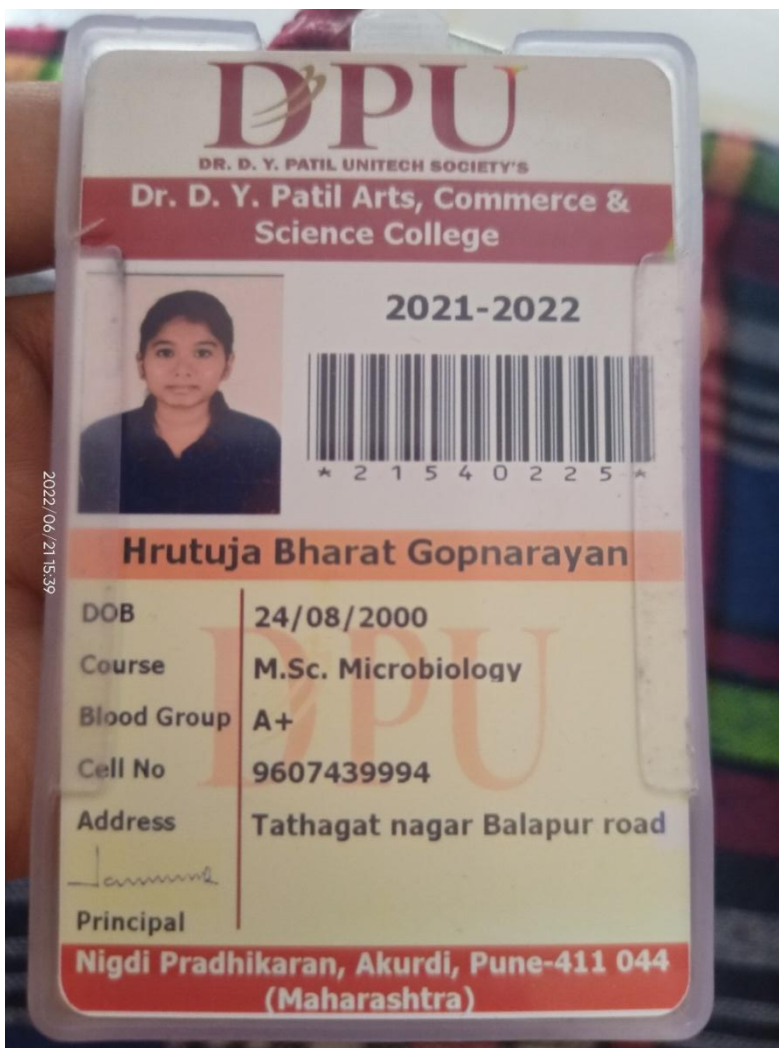 DPU
DR. D. Y. PATIL UNITECH SOCIETY'S
Dr. D. Y. Patil Arts, Commerce &
Science College
2021-2022
*21540225*
Hrutuja Bharat Gopnarayan
DOB 24/08/2000
Course M.Sc. Microbiology
Blood Group A+
Cell No 9607439994
Address Tathagat nagar Balapur road
Principal
Nigdi Pradhikaran, Akurdi, Pune-411 044
(Maharashtra)
DPU
2022/06/21 15:39